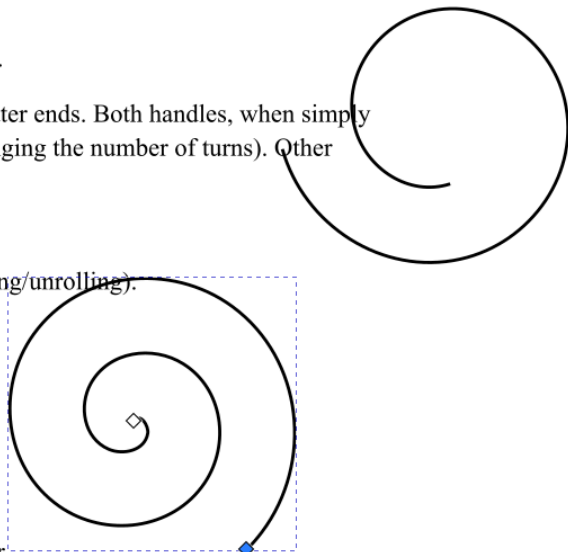 ter ends. Both handles, when simply
ging the number of turns). Other
ng/unrolling).